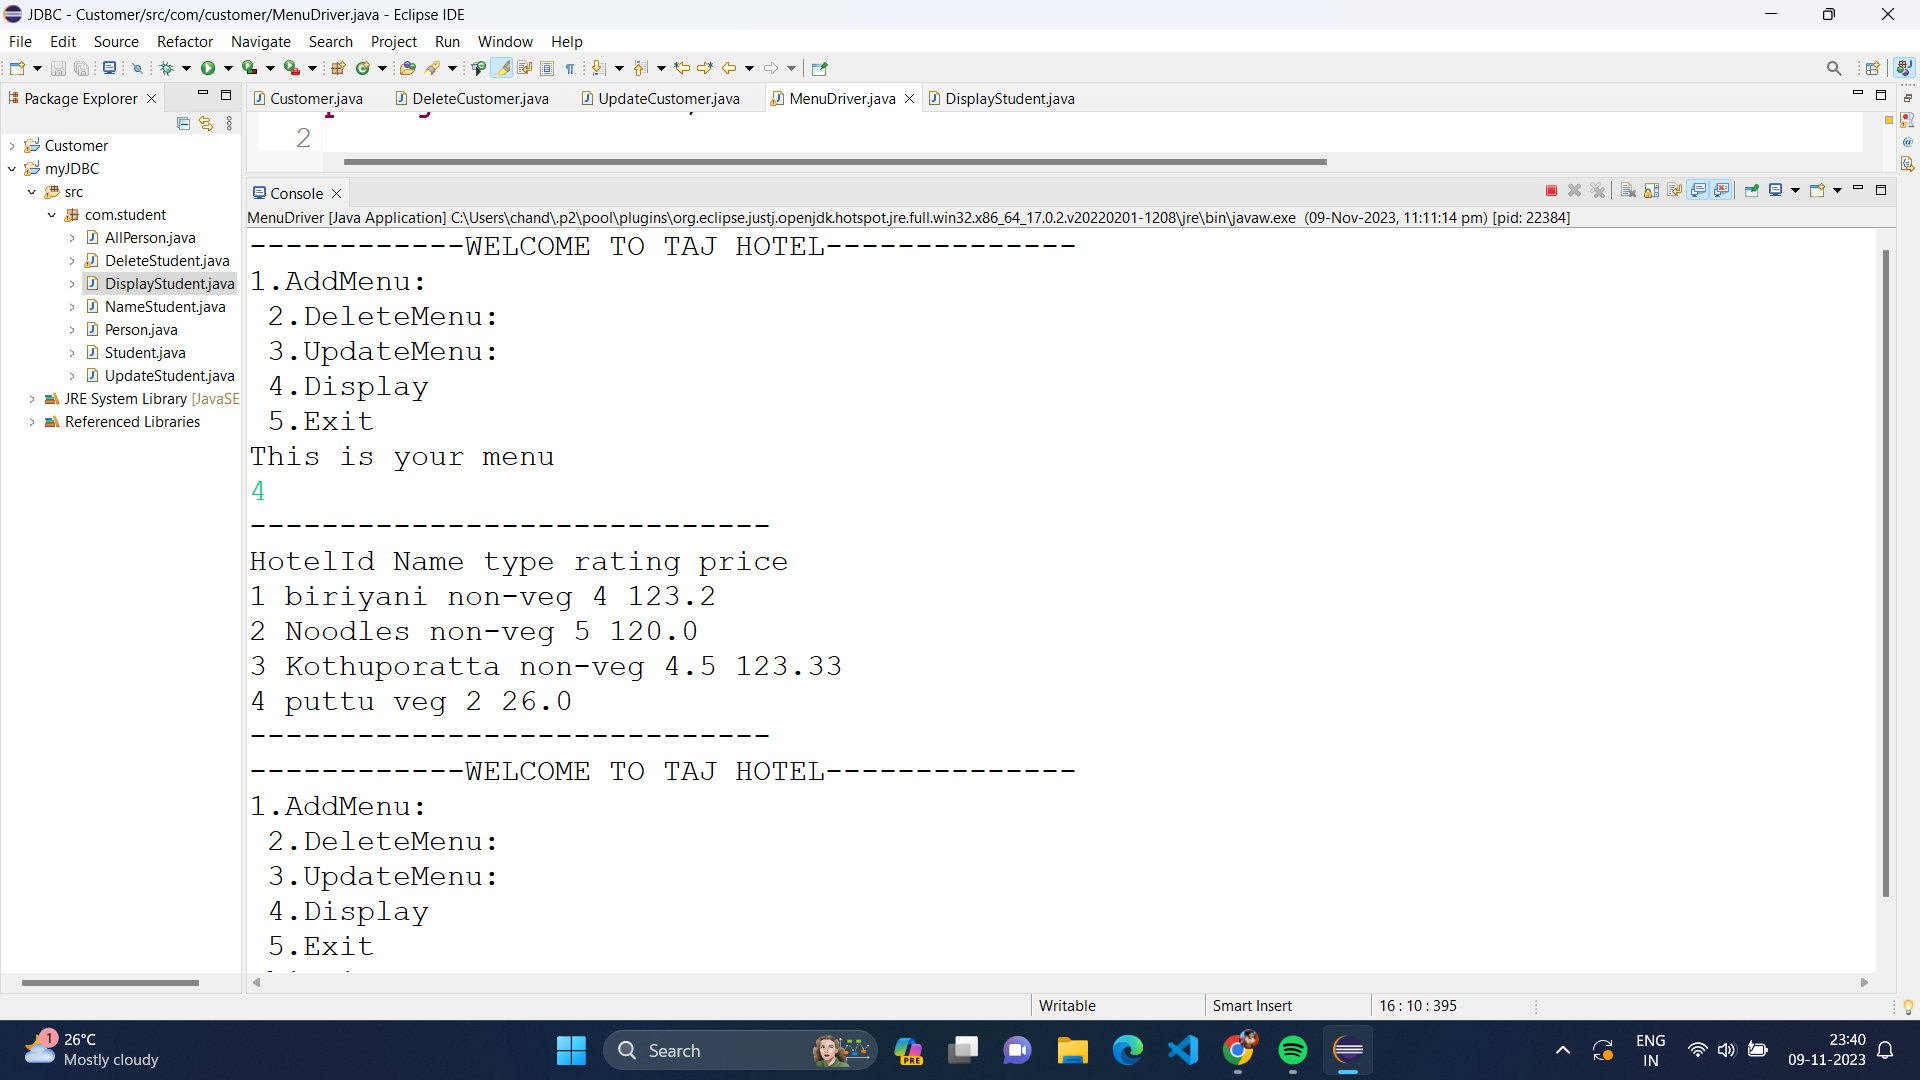 JDBC - Customer/src/com/customer/MenuDriver.java - Eclipse IDE
File Edit Source Refactor Navigate Search Project Run Window Help
Package Explorer
Customer.java DeleteCustomer.java UpdateCustomer.java MenuDriver.java DisplayStudent.java
2
Customer
myJDBC
src
com.student
AllPerson.java
DeleteStudent.java
DisplayStudent.java
NameStudent.java
Person.java
Student.java
UpdateStudent.java
JRE System Library [JavaSE
Referenced Libraries
Console
MenuDriver [Java Application] C:\Users\chand\.p2\pool\plugins\org.eclipse.justj.openjdk.hotspot.jre.full.win32.x86_64_17.0.2.v20220201-1208\jre\bin\javaw.exe (09-Nov-2023, 11:11:14 pm) [pid: 22384]
------------WELCOME TO TAJ HOTEL--------------
1.AddMenu:
2.DeleteMenu:
3.UpdateMenu:
4.Display
5.Exit
This is your menu
4
-----------------------------
HotelId Name type rating price
1 biriyani non-veg 4 123.2
2 Noodles non-veg 5 120.0
3 Kothuporatta non-veg 4.5 123.33
4 puttu veg 2 26.0
-----------------------------
------------WELCOME TO TAJ HOTEL--------------
1.AddMenu:
2.DeleteMenu:
3.UpdateMenu:
4.Display
5.Exit
Writable Smart Insert 16 : 10 : 395
1
26°C
Mostly cloudy
Search
PRE
ENG
IN
23:40
09-11-2023